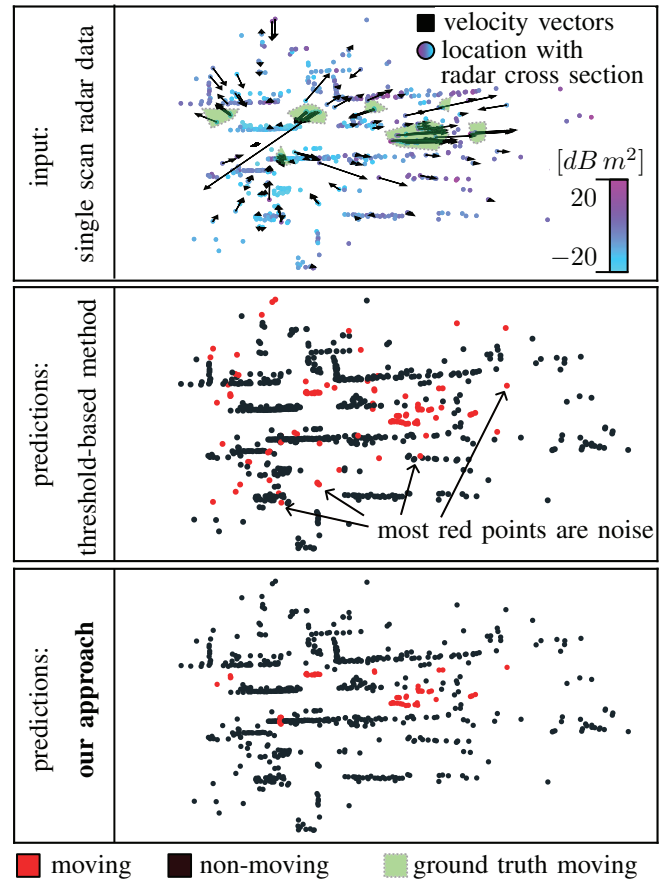 velocity vectors
location with
radar cross section
input:
single scan radar data
[dB m²]
20
−20
predictions:
threshold-based method
most red points are noise
predictions:
our approach
moving
non-moving
ground truth moving